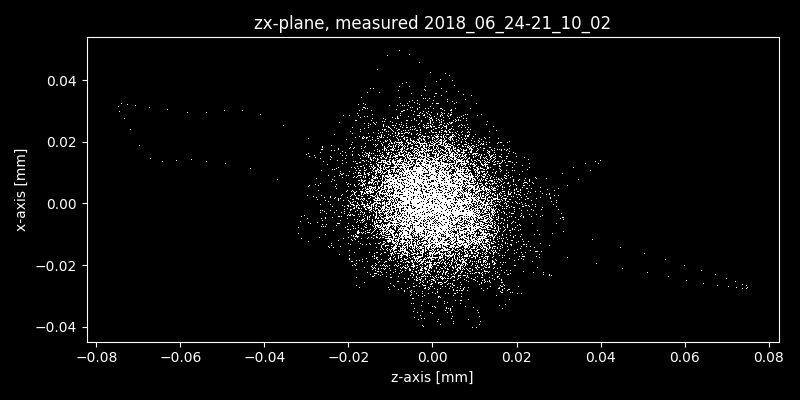 zx-plane, measured 2018_06_24-21_10_02
x-axis [mm]
0.04
0.02
0.00
−0.02
−0.04
−0.08 −0.06 −0.04 −0.02 0.00 0.02 0.04 0.06 0.08
z-axis [mm]